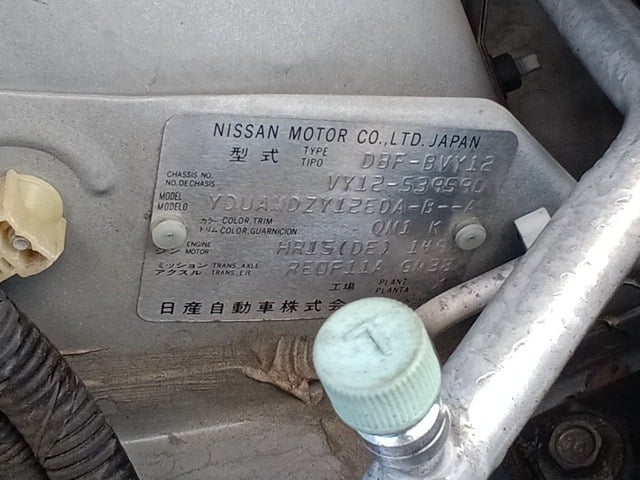 NISSAN MOTOR CO.,LTD. JAPAN
型式 TYPE TIPO DBF-BVY12
CHASSIS NO. NO.DE CHASIS VY12-539590
MODEL MODELO
カラー COLOR,TRIM トリム COLOR,GUARNICION QM1 K
ENGINE MOTOR HR15(DE) 149
ミッション TRANS.,AXLE アクスル TRANS.,EJE RE0F11A
工場 PLANT PLANTA
日産自動車株式
L